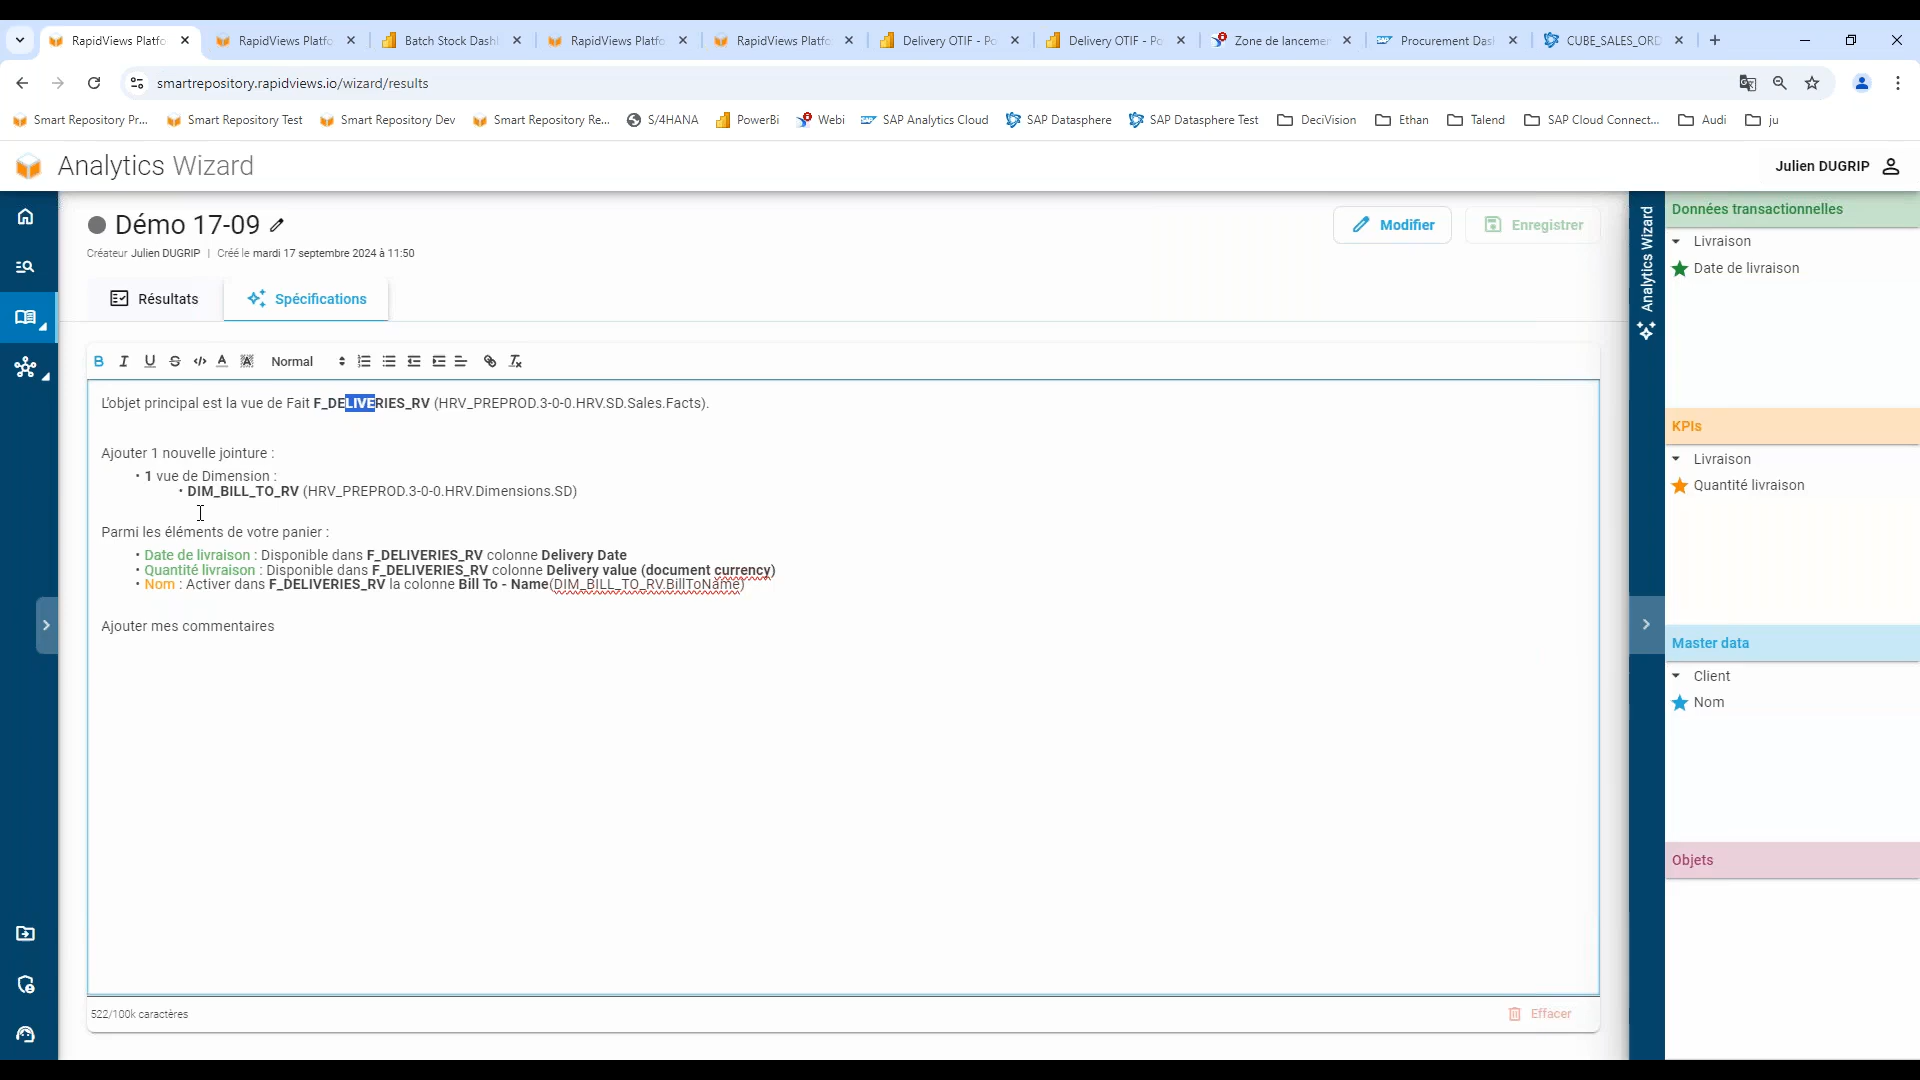 RapidViews Platfo
RapidViews Platfo
Batch Stock Dash
RapidViews Platfo
RapidViews Platfo
Delivery OTIF - Po
Delivery OTIF - Po
Zone de lancemen
Procurement Das
CUBE_SALES_ORD
smartrepository.rapidviews.io/wizard/results
Smart Repository Pr...
Smart Repository Test
Smart Repository Dev
Smart Repository Re...
S/4HANA
PowerBi
Webi
SAP Analytics Cloud
SAP Datasphere
SAP Datasphere Test
DeciVision
Ethan
Talend
SAP Cloud Connect...
Audi
ju
Analytics Wizard
Julien DUGRIP
Démo 17-09
Modifier
Enregistrer
Créateur Julien DUGRIP | Créé le mardi 17 septembre 2024 à 11:50
Résultats
Spécifications
B I U S </> A A Normal
L'objet principal est la vue de Fait F_DELIVERIES_RV (HRV_PREPROD.3-0-0.HRV.SD.Sales.Facts).
Ajouter 1 nouvelle jointure :
• 1 vue de Dimension :
• DIM_BILL_TO_RV (HRV_PREPROD.3-0-0.HRV.Dimensions.SD)
Parmi les éléments de votre panier :
• Date de livraison : Disponible dans F_DELIVERIES_RV colonne Delivery Date
• Quantité livraison : Disponible dans F_DELIVERIES_RV colonne Delivery value (document currency)
• Nom : Activer dans F_DELIVERIES_RV la colonne Bill To - Name(DIM_BILL_TO_RV.BillToName)
Ajouter mes commentaires
522/100k caractères
Effacer
Analytics Wizard
Données transactionnelles
Livraison
Date de livraison
KPIs
Livraison
Quantité livraison
Master data
Client
Nom
Objets